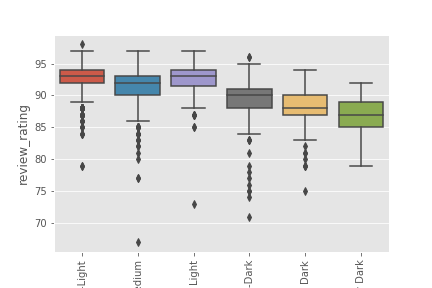 95
90
85
80
75
70
review_rating
-Light
edium
Light
-Dark
Dark
Dark